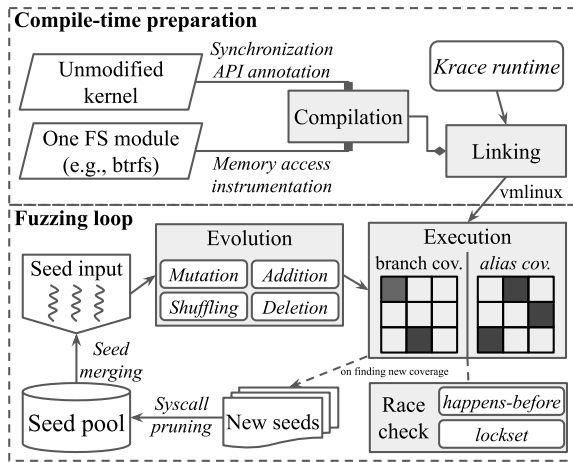 Compile-time preparation
Unmodified
kernel
Synchronization
API annotation
Krace runtime
Compilation
One FS module
(e.g., btrfs)
Memory access
instrumentation
Linking
vmlinux
Fuzzing loop
Seed input
Evolution
Mutation
Addition
Shuffling
Deletion
Execution
branch cov.
alias cov.
Seed
merging
on finding new coverage
Seed pool
Syscall
pruning
New seeds
Race
check
happens-before
lockset